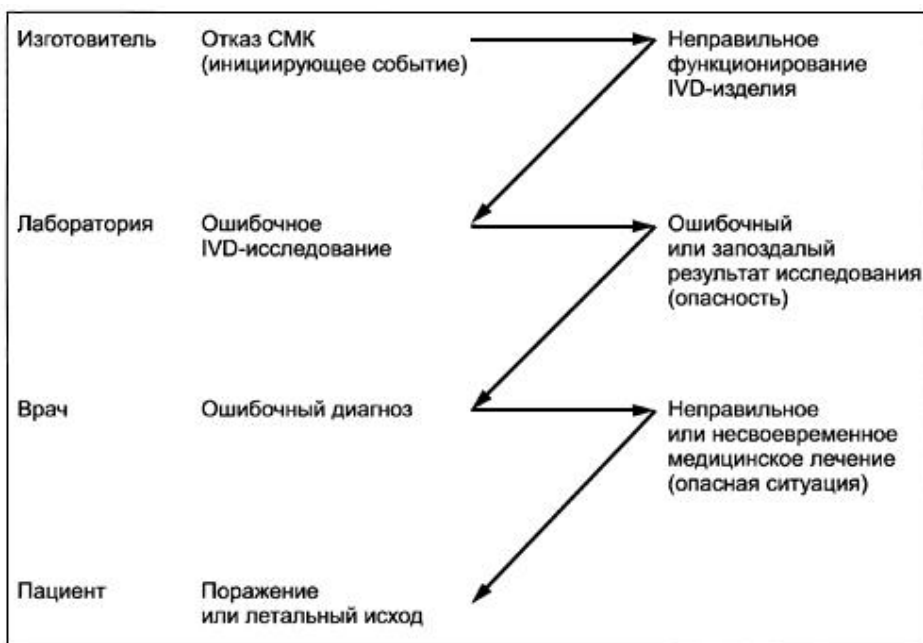 Изготовитель
Отказ СМК
(инициирующее событие)
Неправильное
функционирование
IVD-изделия
Лаборатория
Ошибочное
IVD-исследование
Ошибочный
или запоздалый
результат исследования
(опасность)
Врач
Ошибочный диагноз
Неправильное
или несвоевременное
медицинское лечение
(опасная ситуация)
Пациент
Поражение
или летальный исход